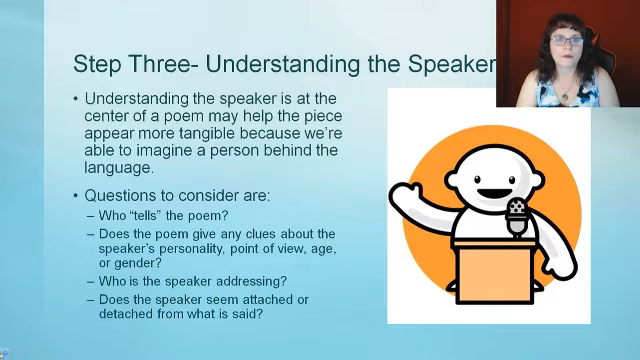 Step Three- Understanding the Speaker
• Understanding the speaker is at the
center of a poem may help the piece
appear more tangible because we're
able to imagine a person behind the
language.
• Questions to consider are:
– Who "tells" the poem?
– Does the poem give any clues about the
speaker's personality, point of view, age,
or gender?
– Who is the speaker addressing?
– Does the speaker seem attached or
detached from what is said?